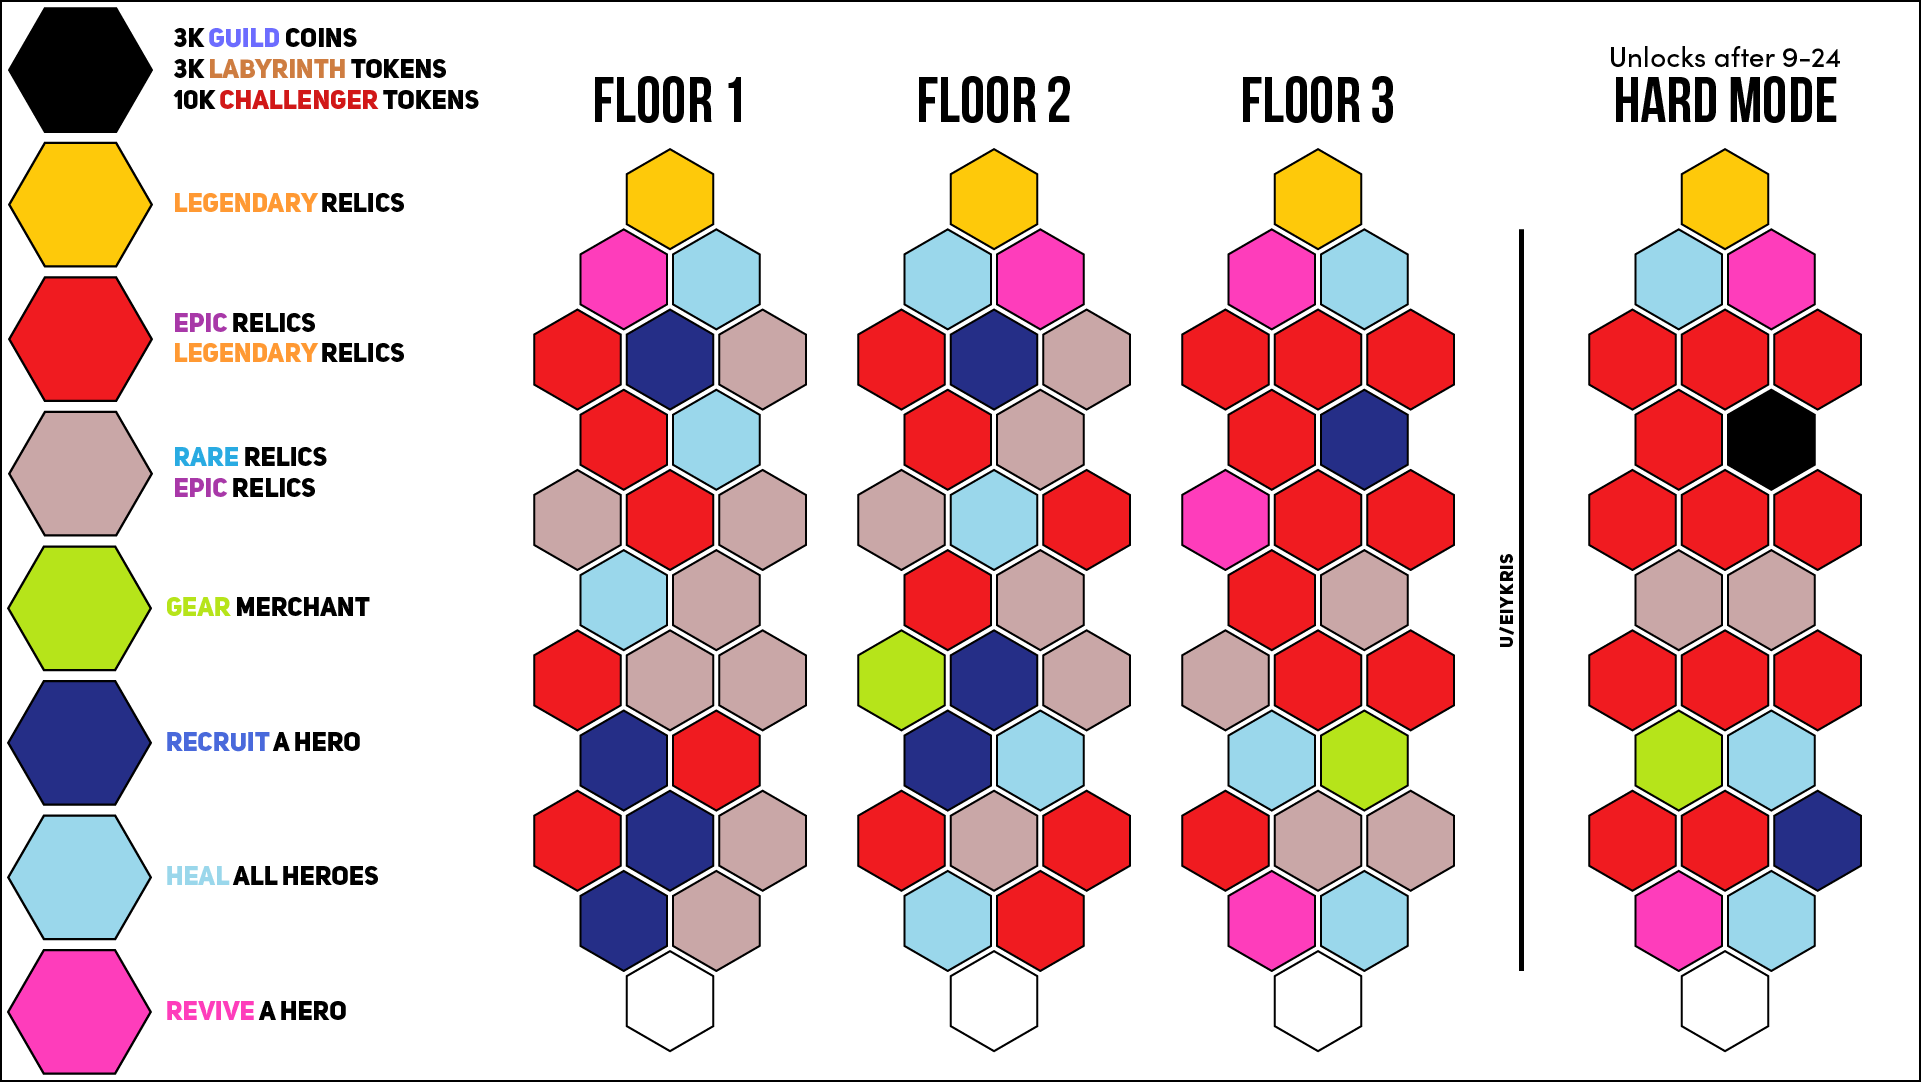 3K GUILD COINS
3K LABYRINTH TOKENS
10K CHALLENGER TOKENS
LEGENDARY RELICS
EPIC RELICS
LEGENDARY RELICS
RARE RELICS
EPIC RELICS
GEAR MERCHANT
RECRUIT A HERO
HEAL ALL HEROES
REVIVE A HERO
FLOOR 1
FLOOR 2
FLOOR 3
Unlocks after 9-24
HARD MODE
U/EIYKRIS